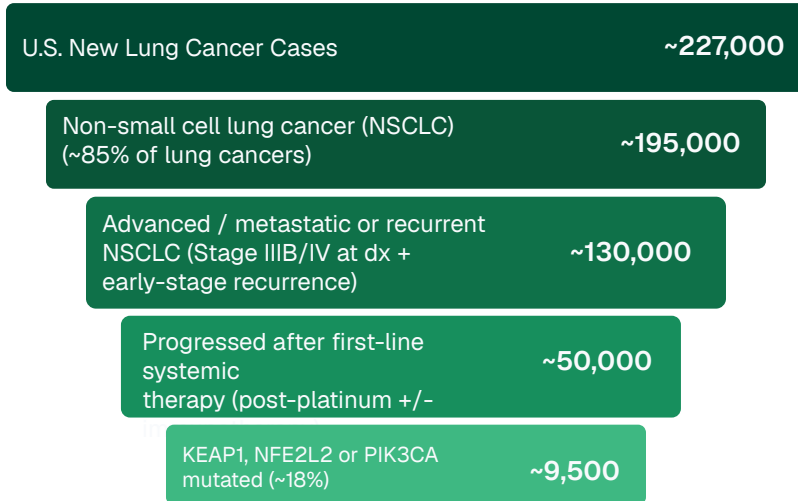 U.S. New Lung Cancer Cases ~227,000
Non-small cell lung cancer (NSCLC)
(~85% of lung cancers) ~195,000
Advanced / metastatic or recurrent
NSCLC (Stage IIIB/IV at dx +
early-stage recurrence) ~130,000
Progressed after first-line
systemic
therapy (post-platinum +/- ~50,000
KEAP1, NFE2L2 or PIK3CA
mutated (~18%) ~9,500